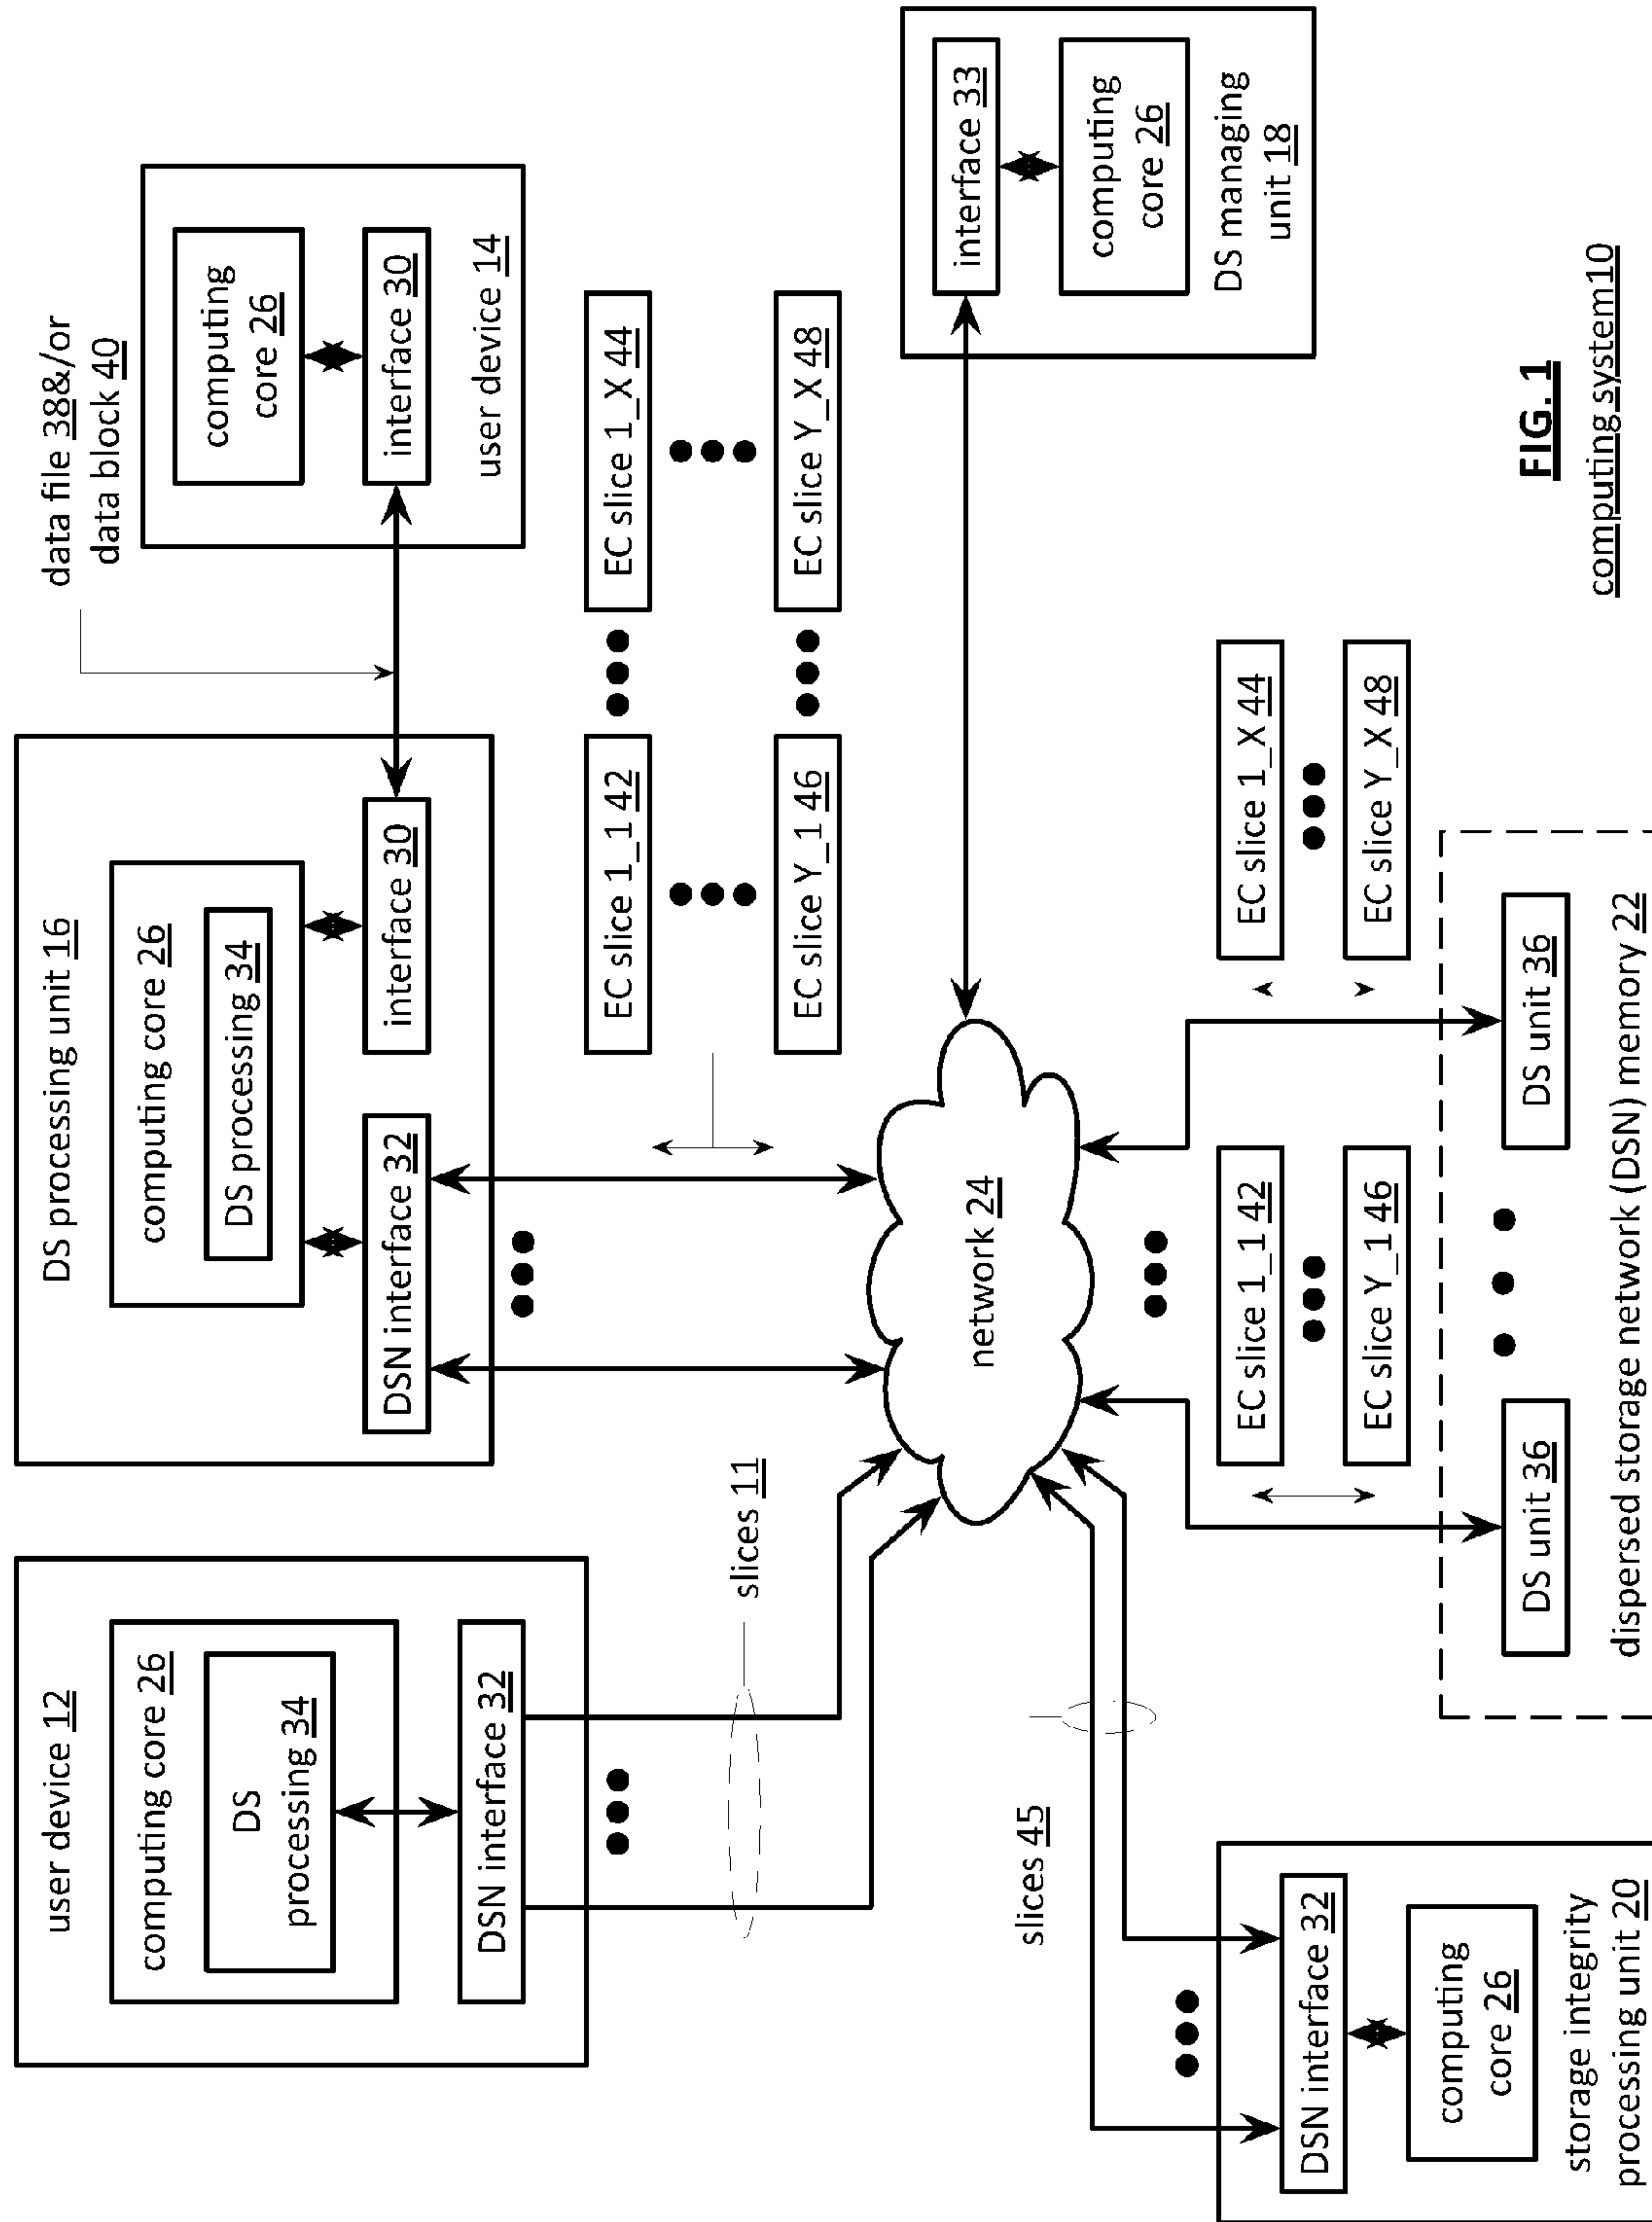 user device 12
computing core 26
DS
processing 34
DSN interface 32
slices 11
DS processing unit 16
computing core 26
DS processing 34
DSN interface 32
interface 30
data file 38&/or
data block 40
computing
core 26
interface 30
user device 14
EC slice 1_1 42
EC slice 1_X 44
EC slice Y_1 46
EC slice Y_X 48
network 24
interface 33
computing
core 26
DS managing
unit 18
slices 45
DSN interface 32
computing
core 26
storage integrity
processing unit 20
EC slice 1_1 42
EC slice Y_1 46
EC slice 1_X 44
EC slice Y_X 48
DS unit 36
DS unit 36
dispersed storage network (DSN) memory 22
FIG. 1
computing system10